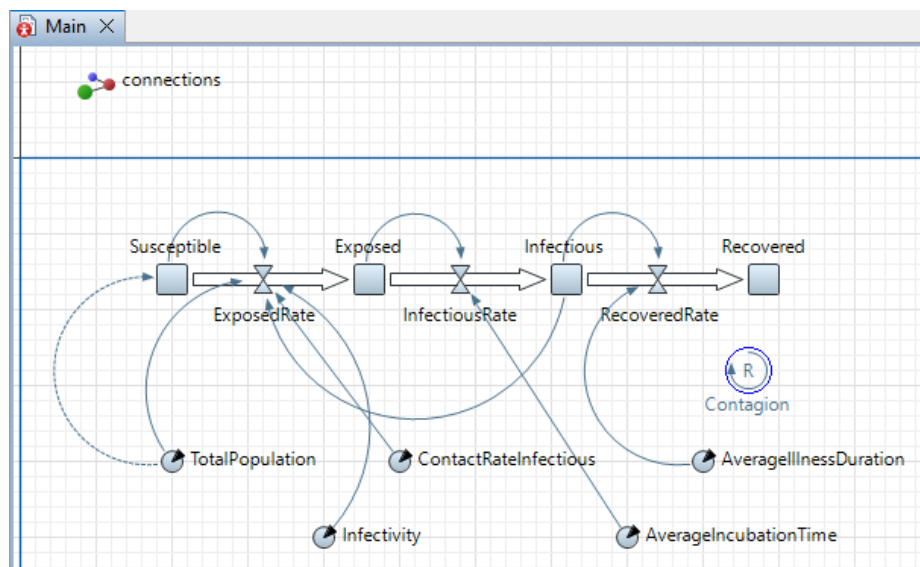 Main
connections
Susceptible
Exposed
Infectious
Recovered
ExposedRate
InfectiousRate
RecoveredRate
R
Contagion
TotalPopulation
ContactRateInfectious
AverageIllnessDuration
Infectivity
AverageIncubationTime